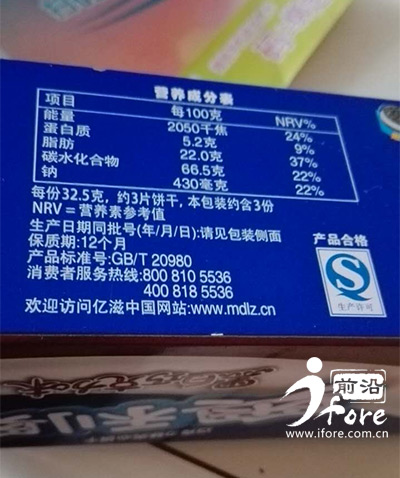 营养成分表
项目 每100克 NRV%
能量 2050千焦 24%
蛋白质 5.2克 9%
脂肪 22.0克 37%
碳水化合物 66.5克 22%
钠 430毫克 22%
每份32.5克，约3片饼干，本包装约含3份
NRV = 营养素参考值
生产日期同批号(年/月/日):请见包装侧面
保质期:12个月
产品标准号:GB/T 20980
消费者服务热线:800 810 5536
400 818 5536
欢迎访问亿滋中国网站:www.mdlz.cn
产品合格
生产许可
前沿
ifore
www.ifore.com.cn